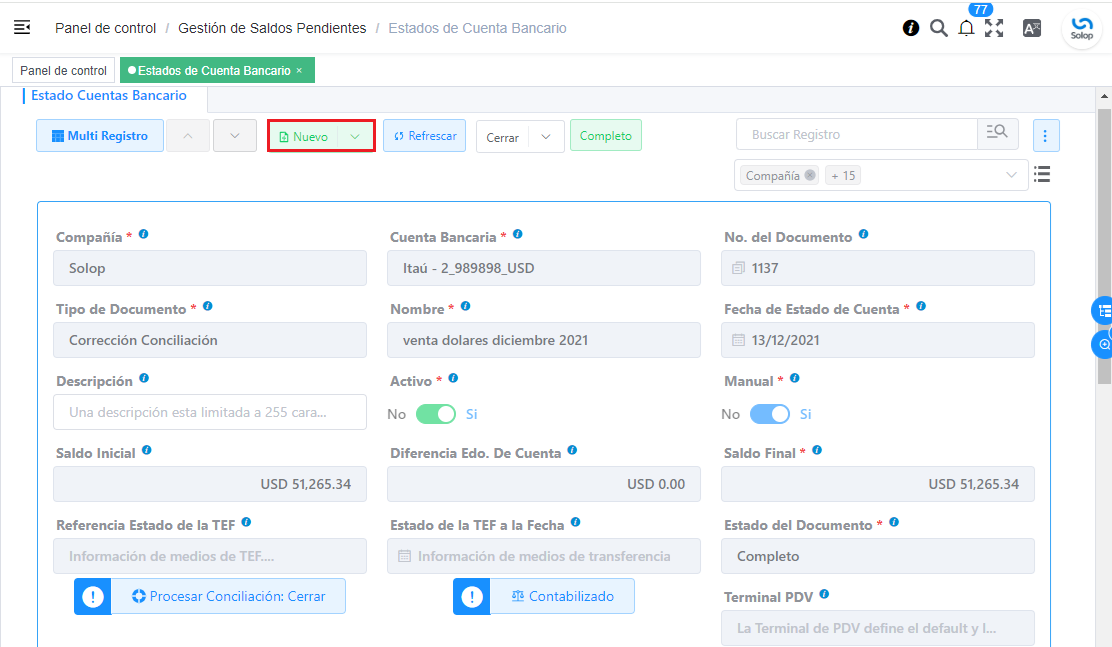 77
Panel de control / Gestión de Saldos Pendientes / Estados de Cuenta Bancario
Solop
Panel de control
Estados de Cuenta Bancario ×
Estado Cuentas Bancario
Multi Registro
Nuevo
Refrescar
Cerrar
Completo
Buscar Registro
Compañía
+ 15
Compañía * Cuenta Bancaria * No. del Documento
Solop Itaú - 2_989898_USD 1137
Tipo de Documento * Nombre * Fecha de Estado de Cuenta *
Corrección Conciliación venta dolares diciembre 2021 13/12/2021
Descripción Activo * Manual *
Una descripción esta limitada a 255 cara... No Si No Si
Saldo Inicial Diferencia Edo. De Cuenta Saldo Final *
USD 51,265.34 USD 0.00 USD 51,265.34
Referencia Estado de la TEF Estado de la TEF a la Fecha Estado del Documento *
Información de medios de TEF.... Información de medios de transferencia Completo
Procesar Conciliación: Cerrar Contabilizado Terminal PDV
La Terminal de PDV define el default y l...